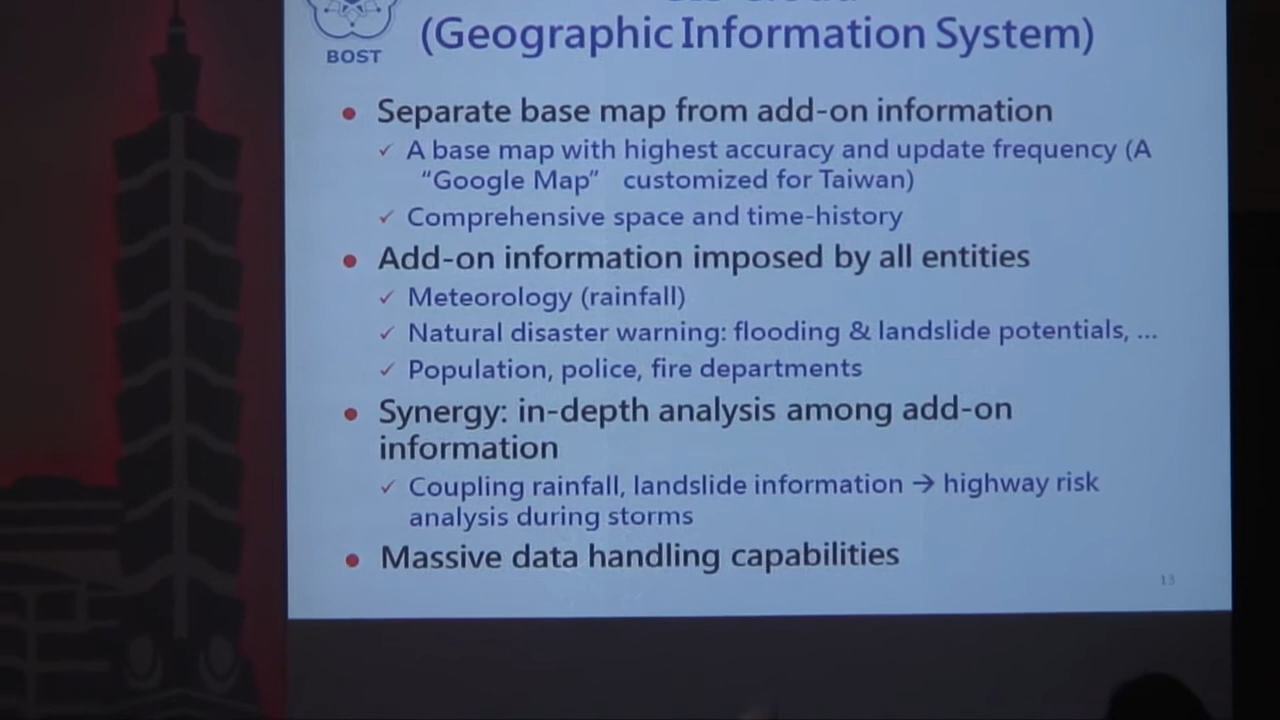 BOST
(Geographic Information System)
• Separate base map from add-on information
✓ A base map with highest accuracy and update frequency (A
“Google Map” customized for Taiwan)
✓ Comprehensive space and time-history
• Add-on information imposed by all entities
✓ Meteorology (rainfall)
✓ Natural disaster warning: flooding & landslide potentials, ...
✓ Population, police, fire departments
• Synergy: in-depth analysis among add-on
information
✓ Coupling rainfall, landslide information → highway risk
analysis during storms
• Massive data handling capabilities
13